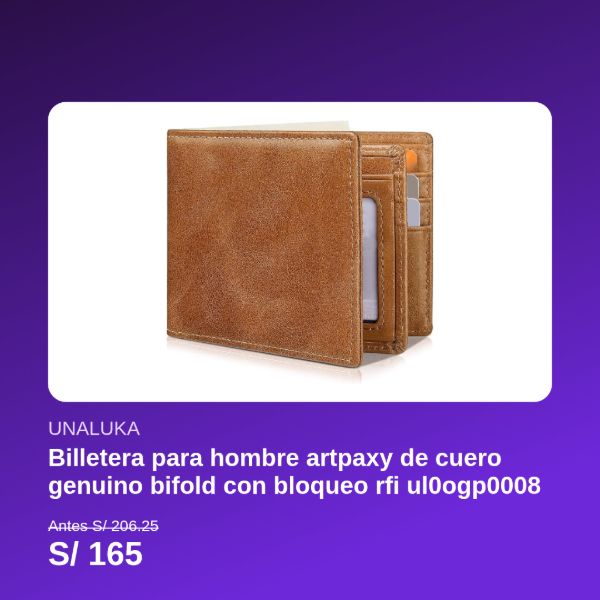 UNALUKA
Billetera para hombre artpaxy de cuero
genuino bifold con bloqueo rfi ul0ogp0008
Antes S/ 206.25
S/ 165